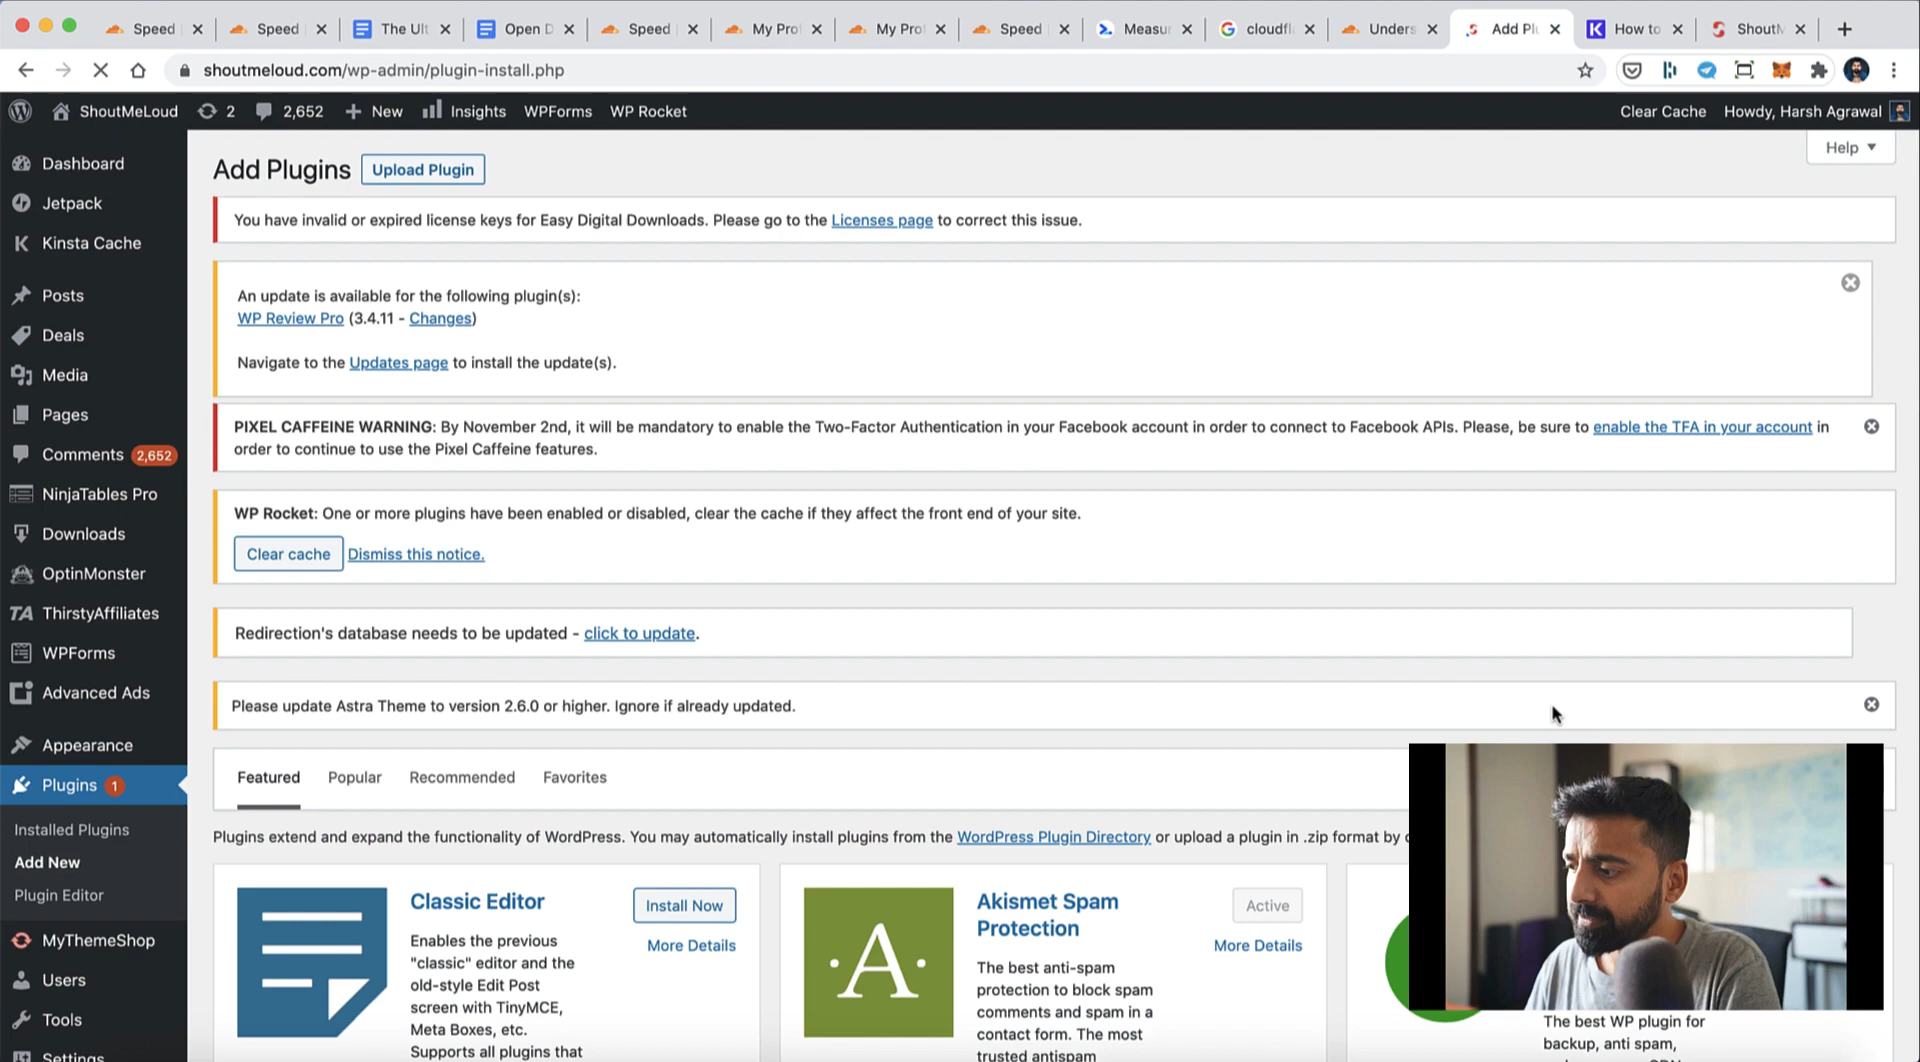 Speed
Speed
The Ult
Open D
Speed
My Prof
My Prof
Speed
Measur
cloudfl
Unders
Add Plu
How to
ShoutM
shoutmeloud.com/wp-admin/plugin-install.php
ShoutMeLoud
2
2,652
New
Insights
WPForms
WP Rocket
Clear Cache
Howdy, Harsh Agrawal
Dashboard
Jetpack
Kinsta Cache
Posts
Deals
Media
Pages
Comments 2,652
NinjaTables Pro
Downloads
OptinMonster
TA ThirstyAffiliates
WPForms
Advanced Ads
Appearance
Plugins 1
Installed Plugins
Add New
Plugin Editor
MyThemeShop
Users
Tools
Settings
Help
Add Plugins
Upload Plugin
You have invalid or expired license keys for Easy Digital Downloads. Please go to the Licenses page to correct this issue.
An update is available for the following plugin(s):
WP Review Pro (3.4.11 - Changes)
Navigate to the Updates page to install the update(s).
PIXEL CAFFEINE WARNING: By November 2nd, it will be mandatory to enable the Two-Factor Authentication in your Facebook account in order to connect to Facebook APIs. Please, be sure to enable the TFA in your account in
order to continue to use the Pixel Caffeine features.
WP Rocket: One or more plugins have been enabled or disabled, clear the cache if they affect the front end of your site.
Clear cache
Dismiss this notice.
Redirection's database needs to be updated - click to update.
Please update Astra Theme to version 2.6.0 or higher. Ignore if already updated.
Featured
Popular
Recommended
Favorites
Plugins extend and expand the functionality of WordPress. You may automatically install plugins from the WordPress Plugin Directory or upload a plugin in .zip format by
Classic Editor
Install Now
More Details
Enables the previous
"classic" editor and the
old-style Edit Post
screen with TinyMCE,
Meta Boxes, etc.
Supports all plugins that
A
Akismet Spam
Protection
Active
More Details
The best anti-spam
protection to block spam
comments and spam in a
contact form. The most
trusted antispam
The best WP plugin for
backup, anti spam,